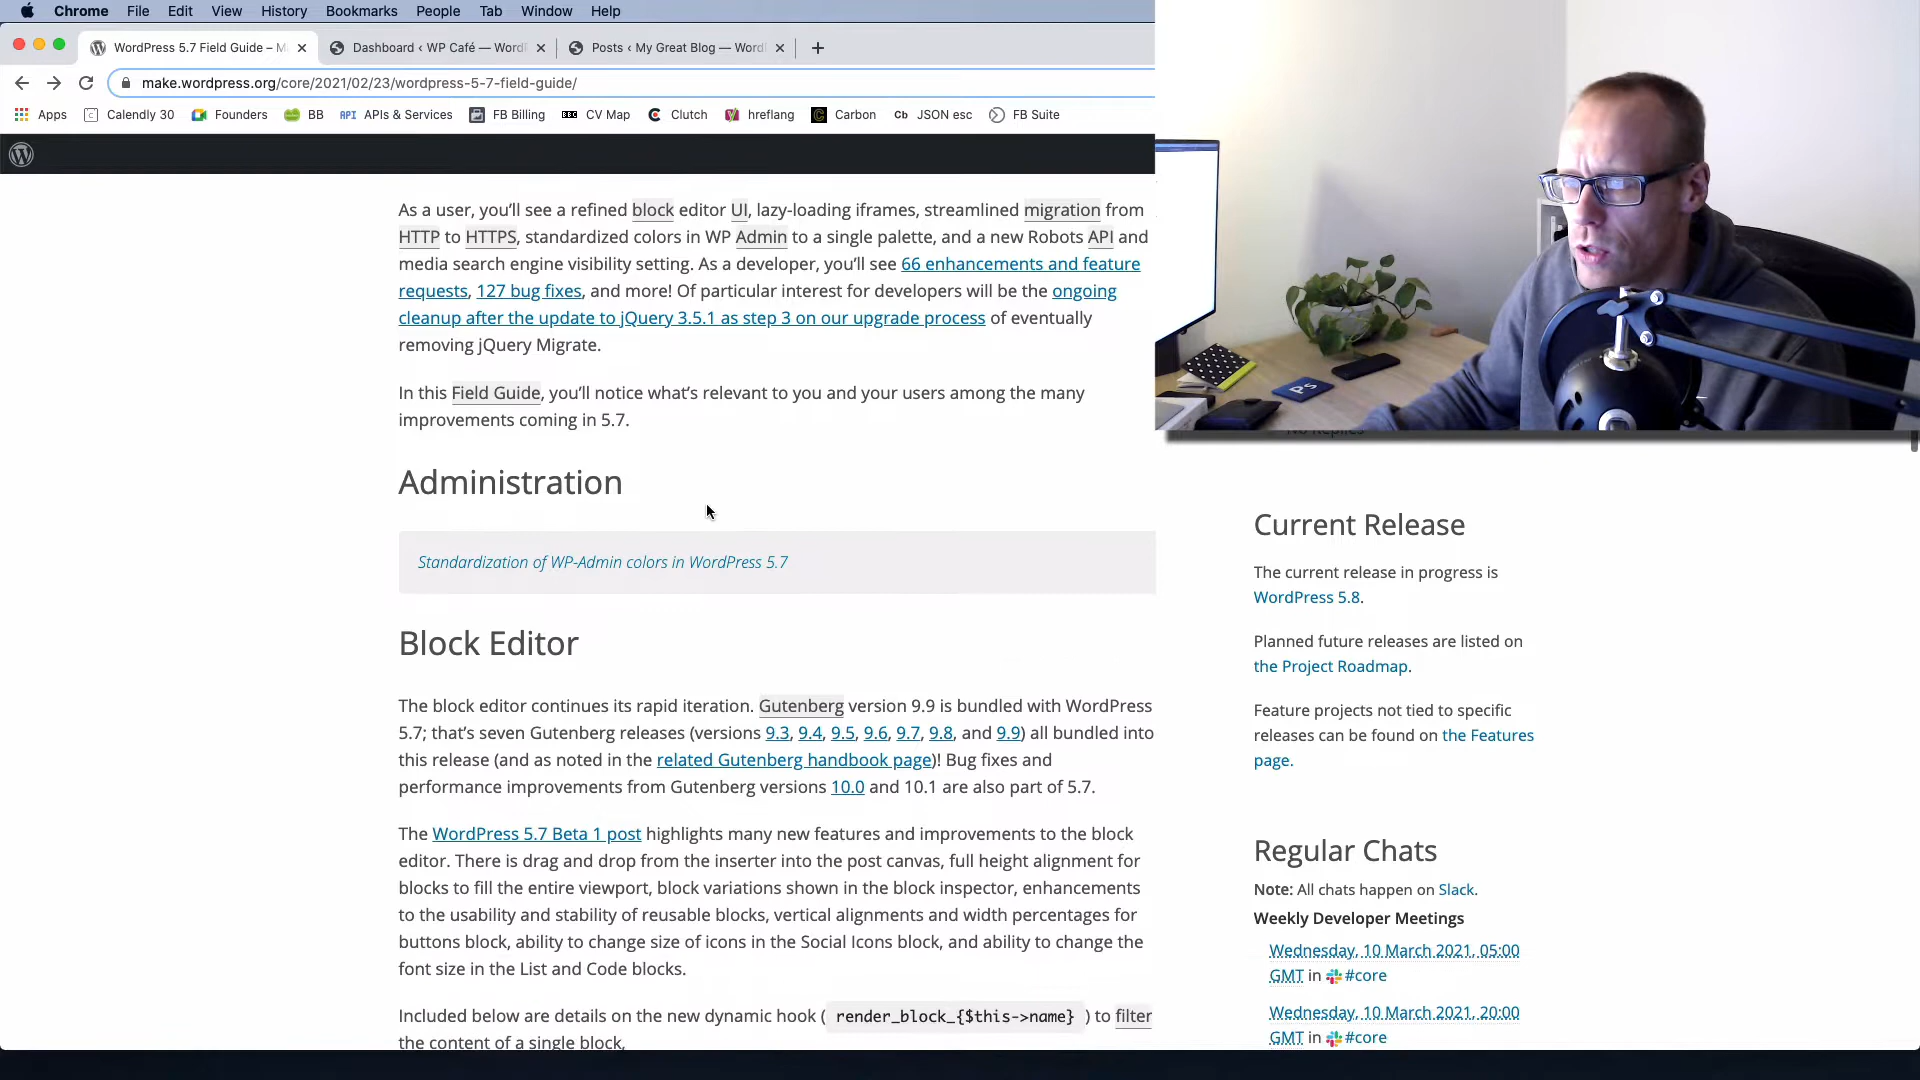 Chrome File Edit View History Bookmarks People Tab Window Help
WordPress 5.7 Field Guide – M
Dashboard ‹ WP Café — Word
Posts ‹ My Great Blog — Word
make.wordpress.org/core/2021/02/23/wordpress-5-7-field-guide/
Apps Calendly 30 Founders BB API APIs & Services FB Billing BBC CV Map Clutch hreflang Carbon Cb JSON esc FB Suite
As a user, you’ll see a refined block editor UI, lazy-loading iframes, streamlined migration from
HTTP to HTTPS, standardized colors in WP Admin to a single palette, and a new Robots API and
media search engine visibility setting. As a developer, you’ll see 66 enhancements and feature
requests, 127 bug fixes, and more! Of particular interest for developers will be the ongoing
cleanup after the update to jQuery 3.5.1 as step 3 on our upgrade process of eventually
removing jQuery Migrate.
In this Field Guide, you’ll notice what’s relevant to you and your users among the many
improvements coming in 5.7.
Administration
Standardization of WP-Admin colors in WordPress 5.7
Block Editor
The block editor continues its rapid iteration. Gutenberg version 9.9 is bundled with WordPress
5.7; that’s seven Gutenberg releases (versions 9.3, 9.4, 9.5, 9.6, 9.7, 9.8, and 9.9) all bundled into
this release (and as noted in the related Gutenberg handbook page)! Bug fixes and
performance improvements from Gutenberg versions 10.0 and 10.1 are also part of 5.7.
The WordPress 5.7 Beta 1 post highlights many new features and improvements to the block
editor. There is drag and drop from the inserter into the post canvas, full height alignment for
blocks to fill the entire viewport, block variations shown in the block inspector, enhancements
to the usability and stability of reusable blocks, vertical alignments and width percentages for
buttons block, ability to change size of icons in the Social Icons block, and ability to change the
font size in the List and Code blocks.
Included below are details on the new dynamic hook ( render_block_{$this->name} ) to filter
the content of a single block,
Ps
Current Release
The current release in progress is
WordPress 5.8.
Planned future releases are listed on
the Project Roadmap.
Feature projects not tied to specific
releases can be found on the Features
page.
Regular Chats
Note: All chats happen on Slack.
Weekly Developer Meetings
Wednesday, 10 March 2021, 05:00
GMT in #core
Wednesday, 10 March 2021, 20:00
GMT in #core